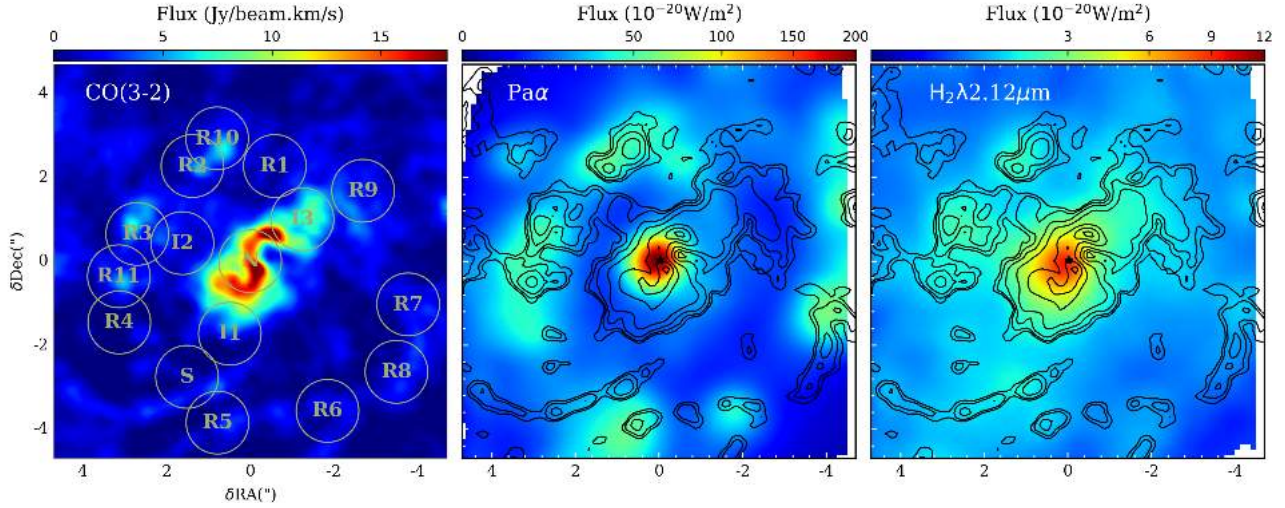 Flux (Jy/beam.km/s)
0 5 10 15
CO(3-2)
R10
R2
R1
R9
I3
R3
I2
N
R11
R4
I1
R7
S
R8
R6
R5
4
2
0
-2
-4
δDec(")
4 2 0 -2 -4
δRA(")
Flux (10⁻²⁰W/m²)
0 50 100 150 200
Paα
4 2 0 -2 -4
Flux (10⁻²⁰W/m²)
3 6 9 12
H₂λ2.12μm
4 2 0 -2 -4